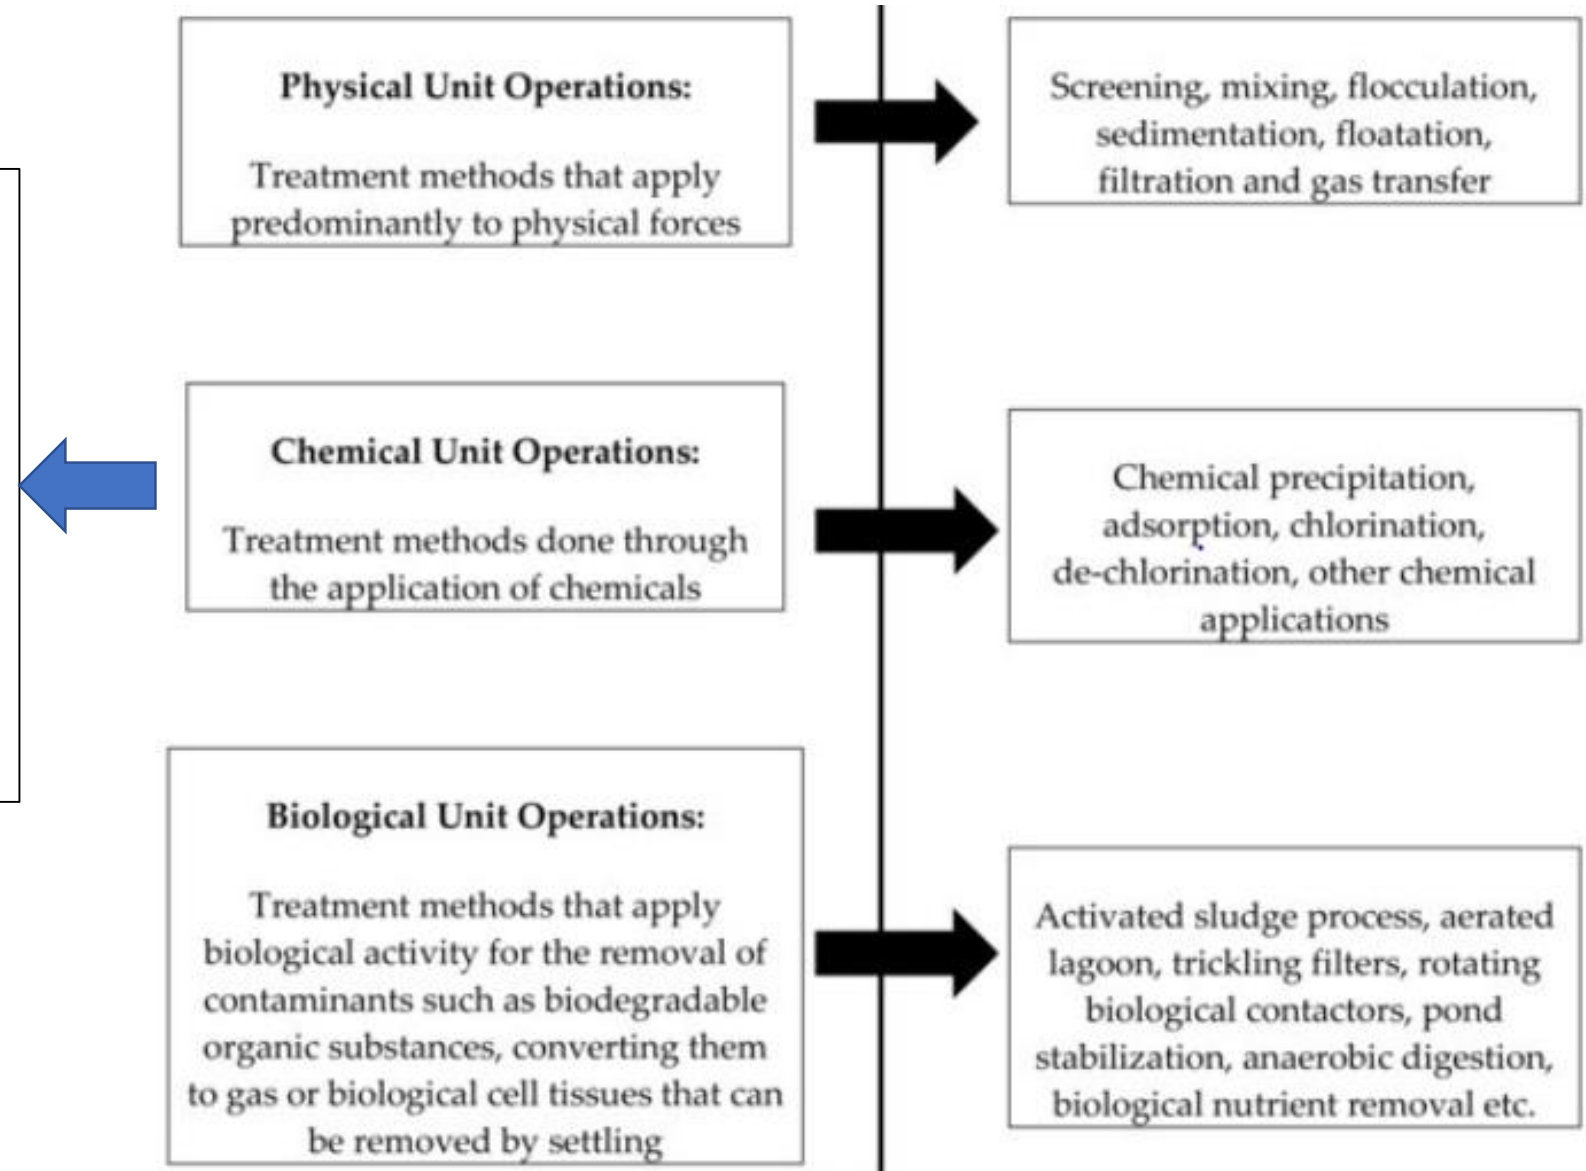 Physical Unit Operations:
Treatment methods that apply
predominantly to physical forces
Screening, mixing, flocculation,
sedimentation, floatation,
filtration and gas transfer
Chemical Unit Operations:
Treatment methods done through
the application of chemicals
Chemical precipitation,
adsorption, chlorination,
de-chlorination, other chemical
applications
Biological Unit Operations:
Treatment methods that apply
biological activity for the removal of
contaminants such as biodegradable
organic substances, converting them
to gas or biological cell tissues that can
be removed by settling
Activated sludge process, aerated
lagoon, trickling filters, rotating
biological contactors, pond
stabilization, anaerobic digestion,
biological nutrient removal etc.